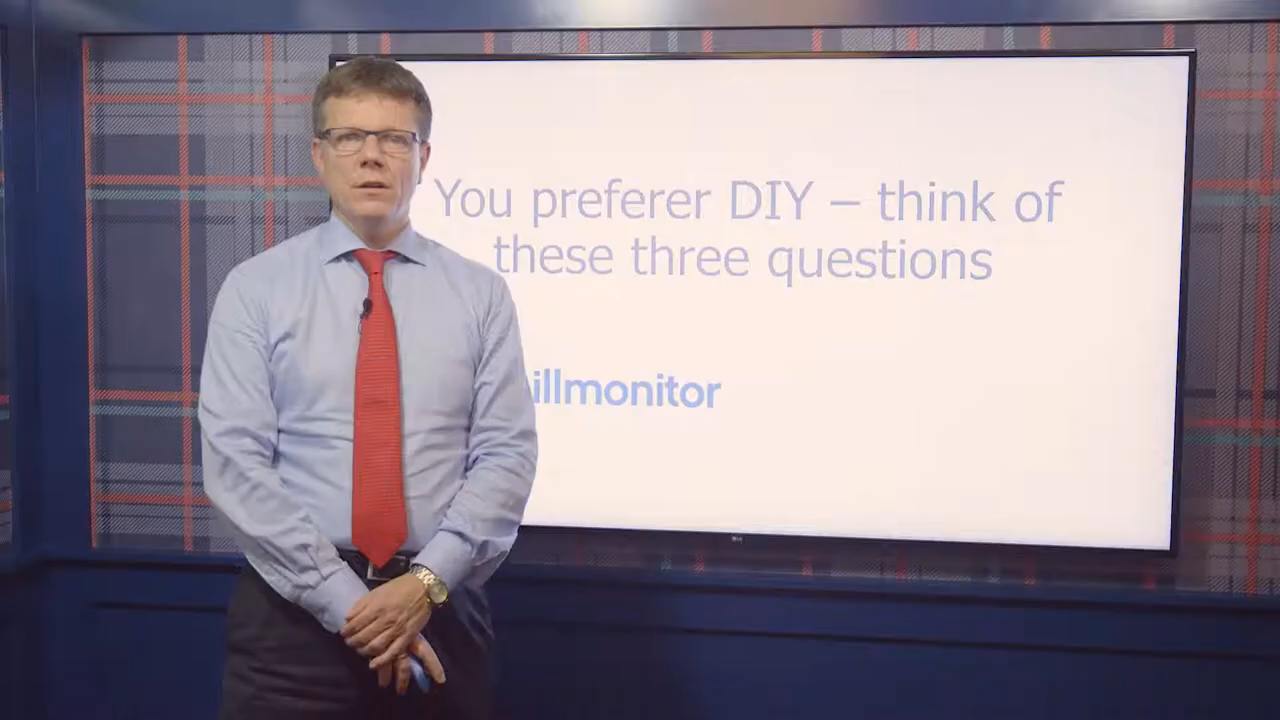 You preferer DIY – think of
these three questions
illmonitor